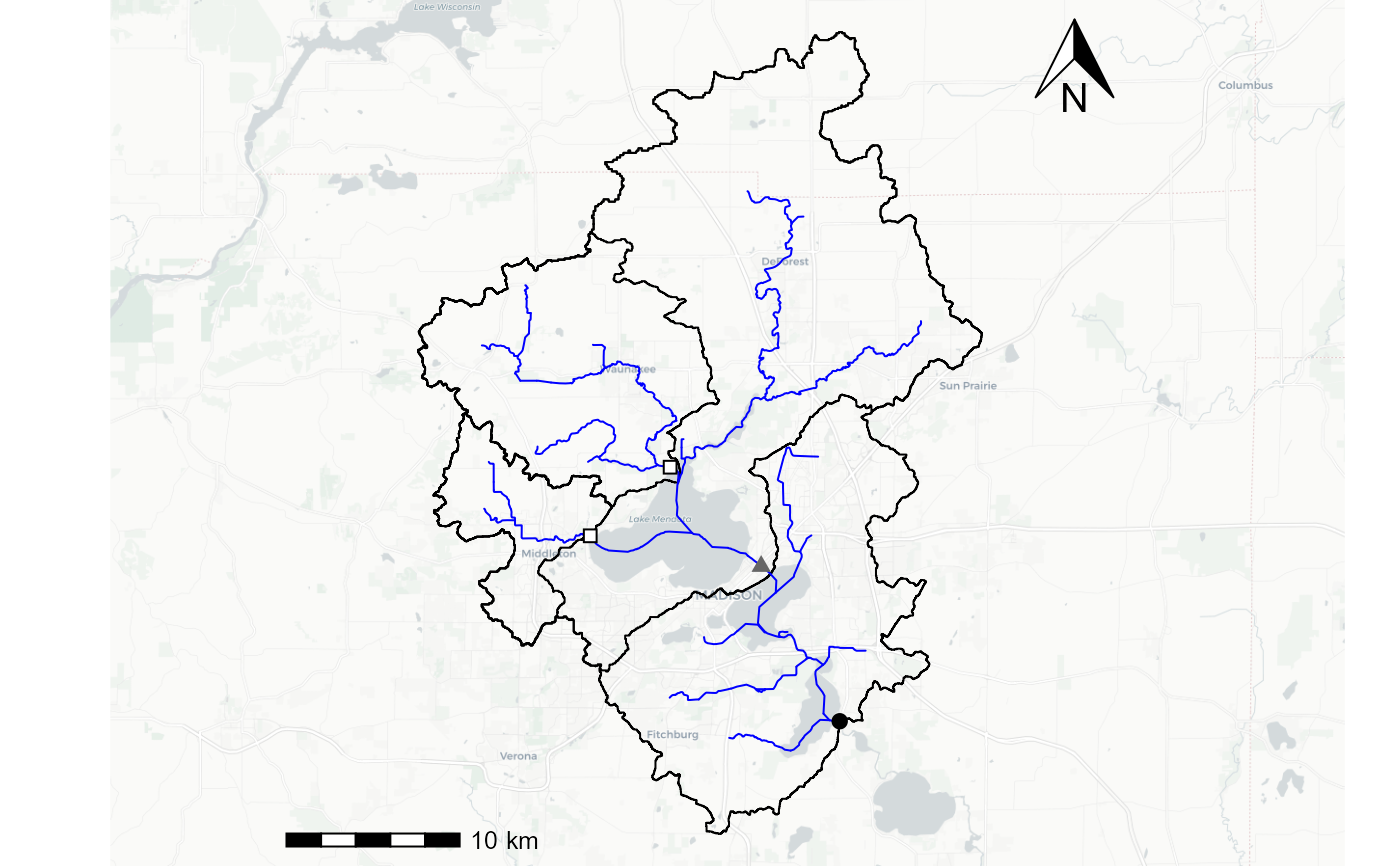 Lake Wisconsin
Columbus
N
DeForest
Waunakee
Sun Prairie
Lake Mendota
Middleton
MADISON
Fitchburg
Verona
10 km